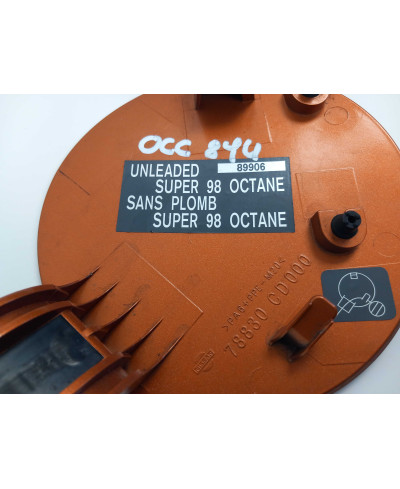 OCC 844
UNLEADED 89906
SUPER 98 OCTANE
SANS PLOMB
SUPER 98 OCTANE
78830 CD000